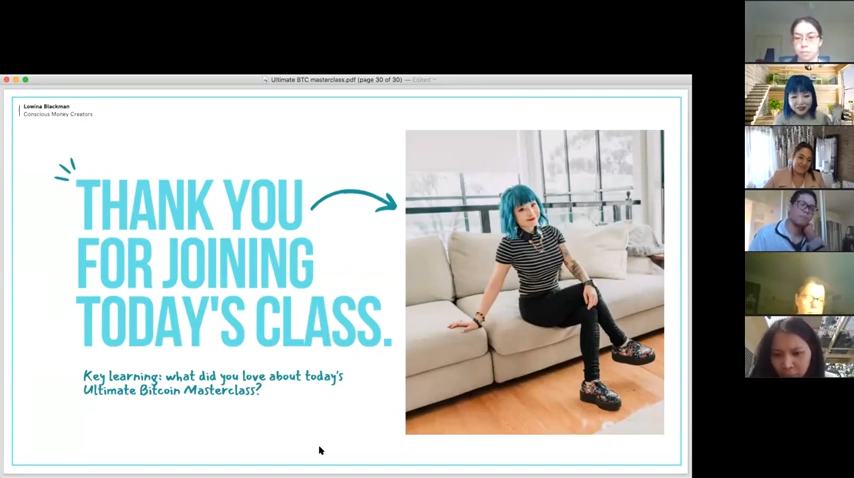 Ultimate BTC masterclass.pdf (page 30 of 30) — Edited
Lowina Blackman
Conscious Money Creators
THANK YOU
FOR JOINING
TODAY'S CLASS.
Key learning: what did you love about today's
Ultimate Bitcoin Masterclass?